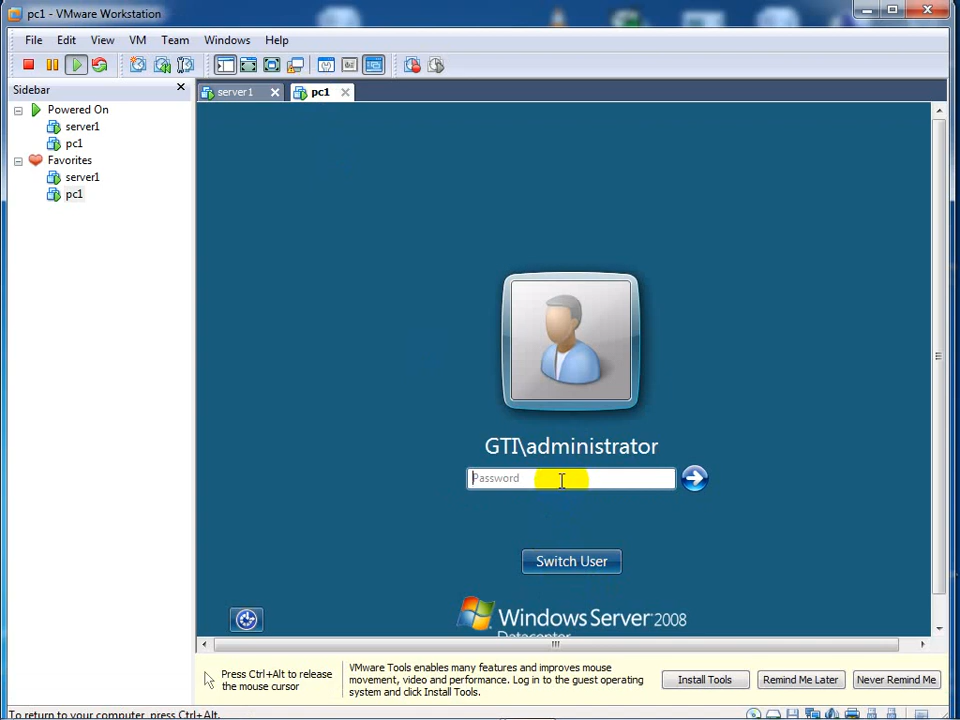 pc1 - VMware Workstation
File Edit View VM Team Windows Help
Sidebar
server1 pc1
Powered On
server1
pc1
Favorites
server1
pc1
GTI\administrator
Password
Switch User
Windows Server 2008
Datacenter
Press Ctrl+Alt to release the mouse cursor
VMware Tools enables many features and improves mouse
movement, video and performance. Log in to the guest operating
system and click Install Tools.
Install Tools Remind Me Later Never Remind Me
To return to your computer, press Ctrl+Alt.